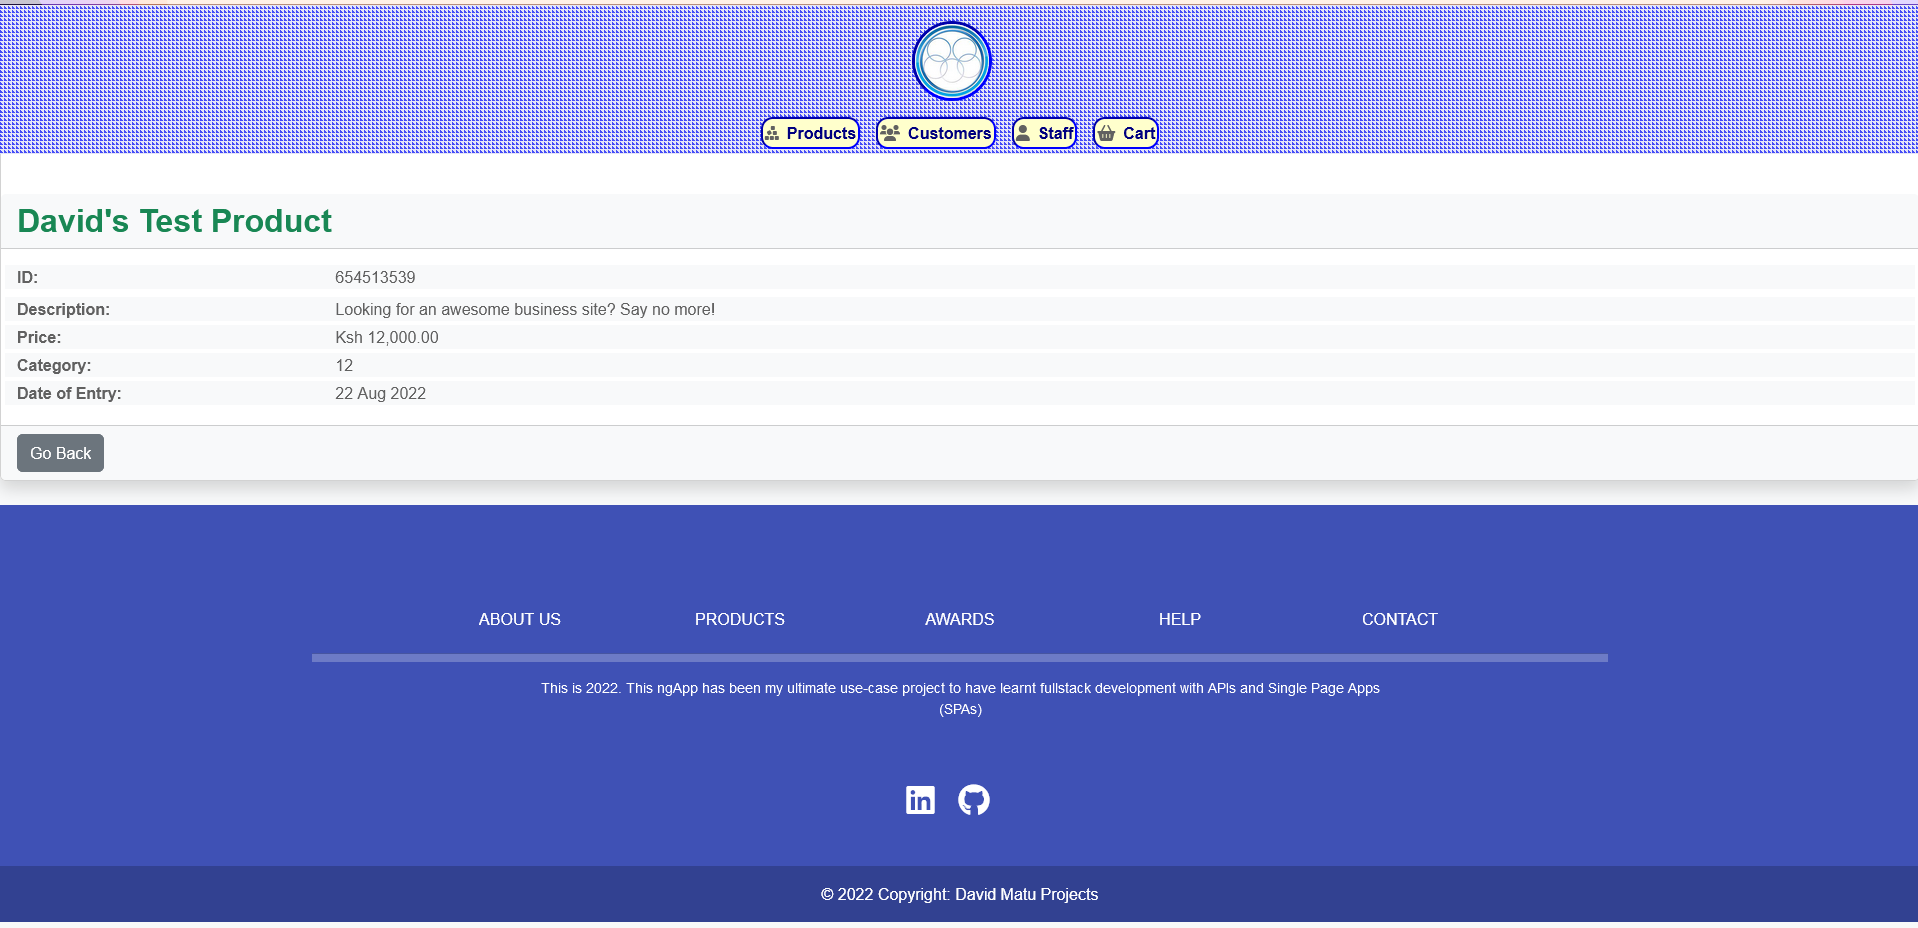 Products Customers Staff Cart
David's Test Product
ID: 654513539
Description: Looking for an awesome business site? Say no more!
Price: Ksh 12,000.00
Category: 12
Date of Entry: 22 Aug 2022
Go Back
ABOUT US PRODUCTS AWARDS HELP CONTACT
This is 2022. This ngApp has been my ultimate use-case project to have learnt fullstack development with APIs and Single Page Apps
(SPAs)
in
© 2022 Copyright: David Matu Projects